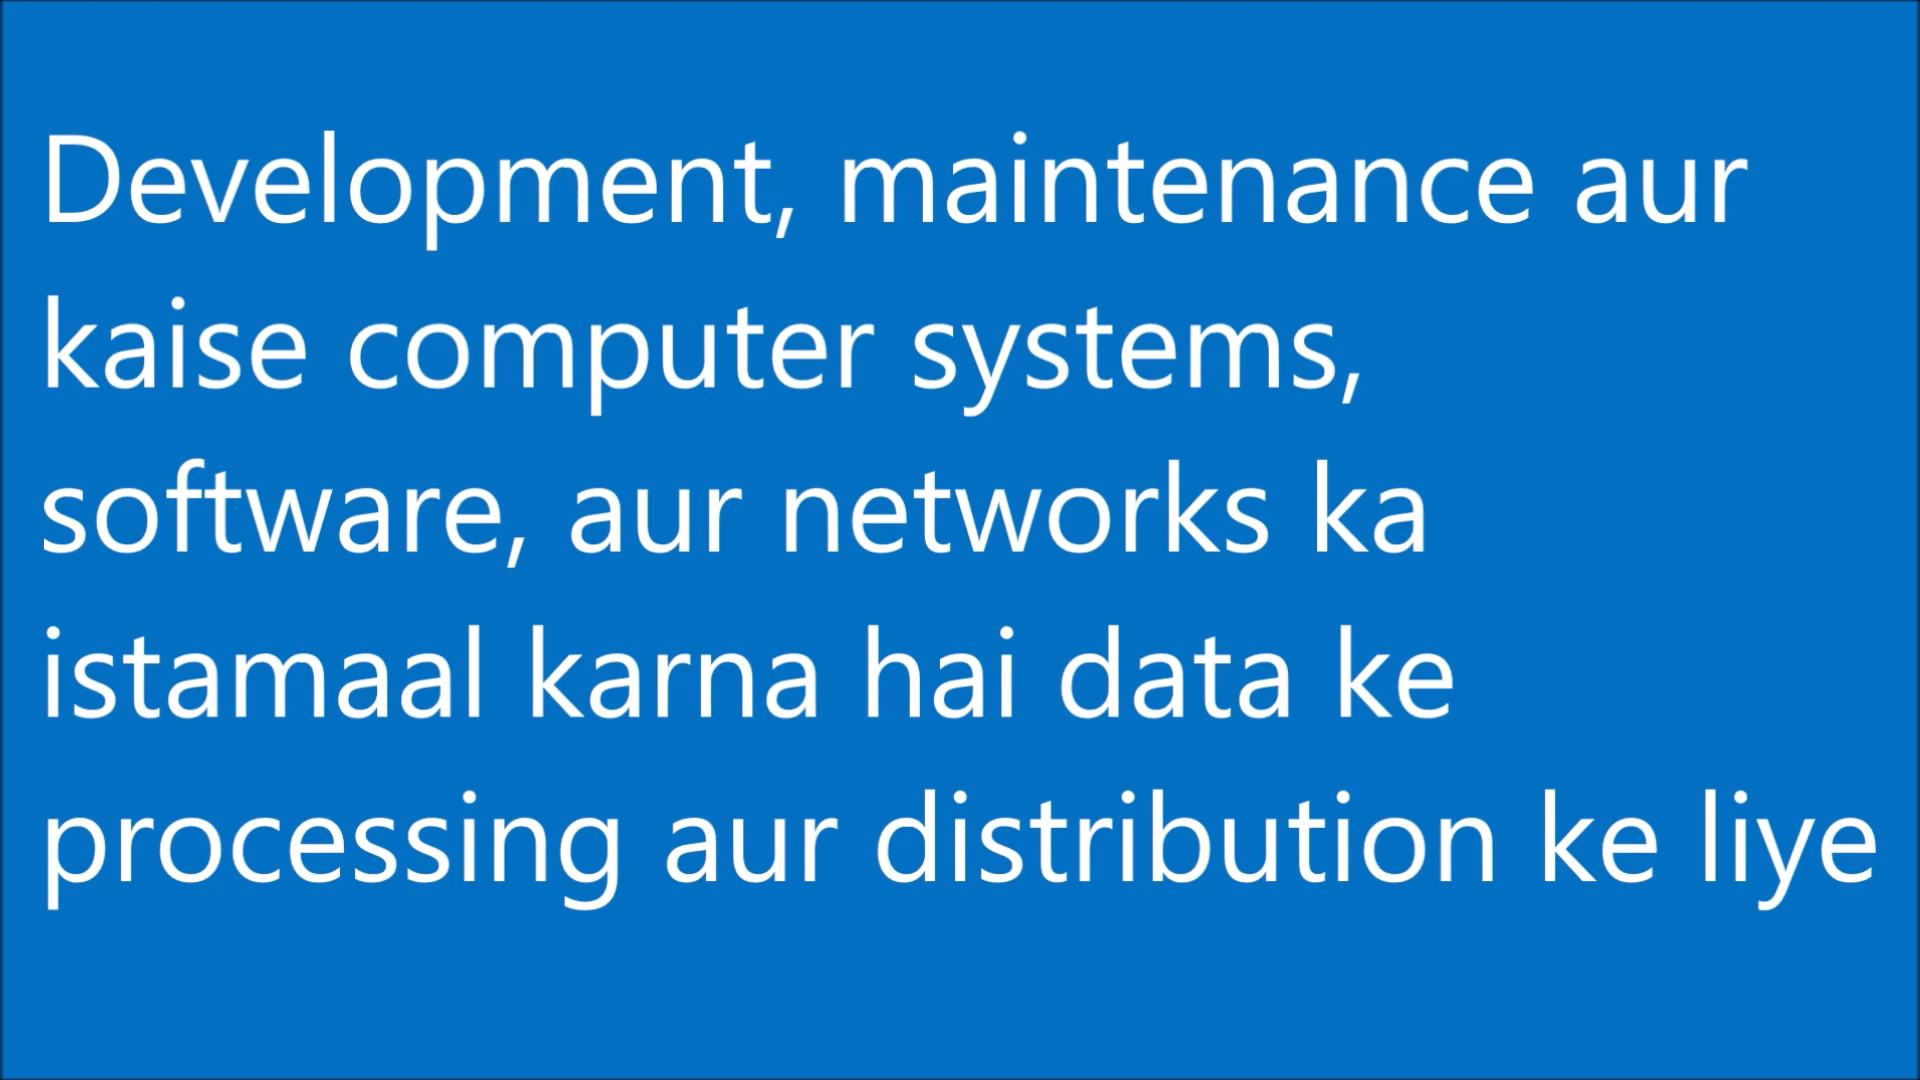 Development, maintenance aur
kaise computer systems,
software, aur networks ka
istamaal karna hai data ke
processing aur distribution ke liye